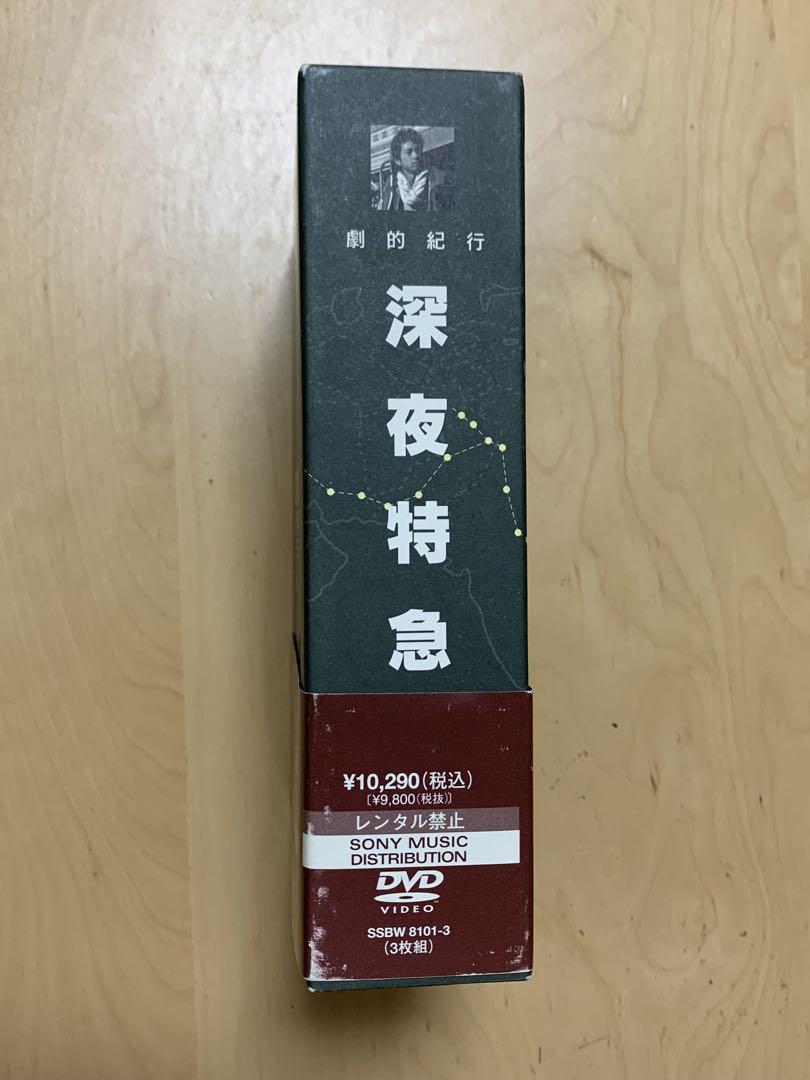 劇的紀行
深夜特急
¥10,290(税込)
[¥9,800(税抜)]
レンタル禁止
SONY MUSIC
DISTRIBUTION
DVD
VIDEO
SSBW 8101-3
(3枚組)